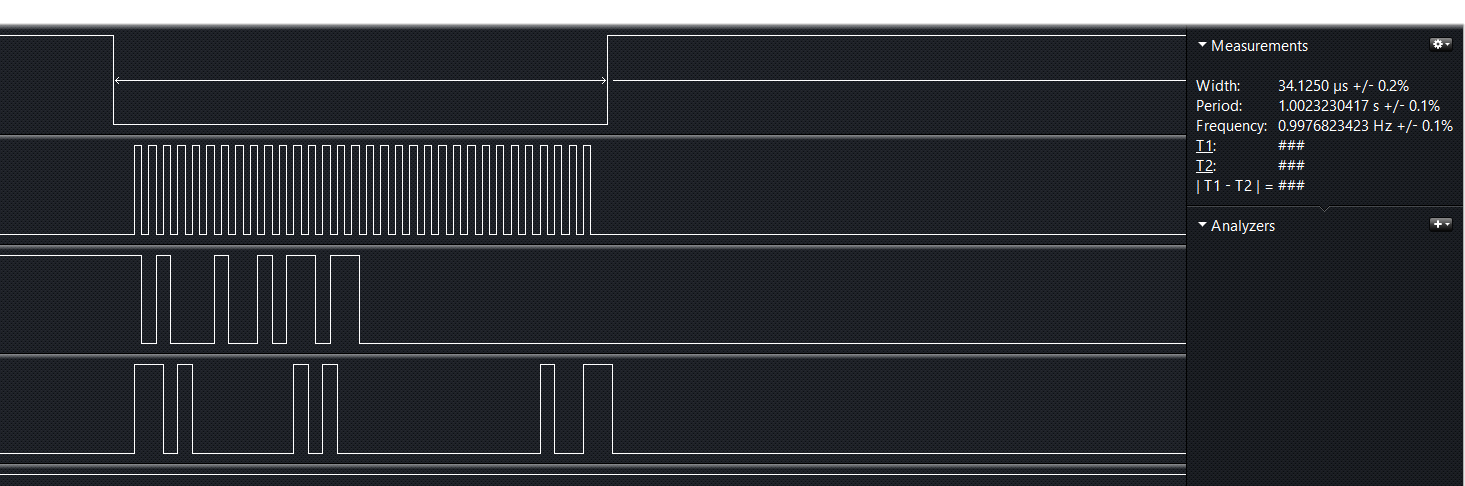 Measurements
Width: 34.1250 µs +/- 0.2%
Period: 1.0023230417 s +/- 0.1%
Frequency: 0.9976823423 Hz +/- 0.1%
T1: ###
T2: ###
| T1 - T2 | = ###
Analyzers